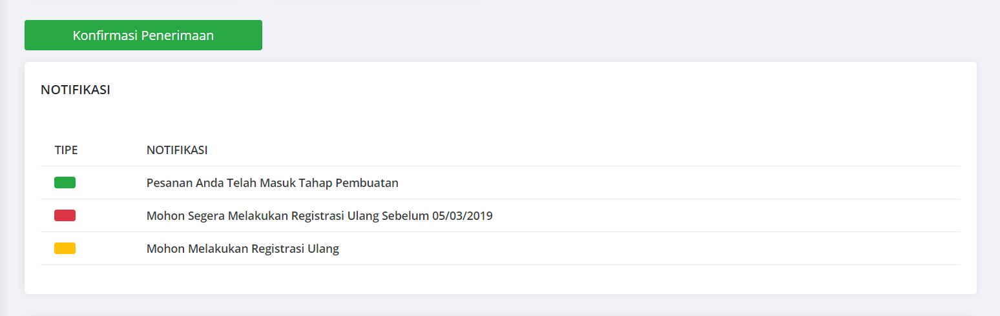 Konfirmasi Penerimaan
NOTIFIKASI
TIPE NOTIFIKASI
Pesanan Anda Telah Masuk Tahap Pembuatan
Mohon Segera Melakukan Registrasi Ulang Sebelum 05/03/2019
Mohon Melakukan Registrasi Ulang